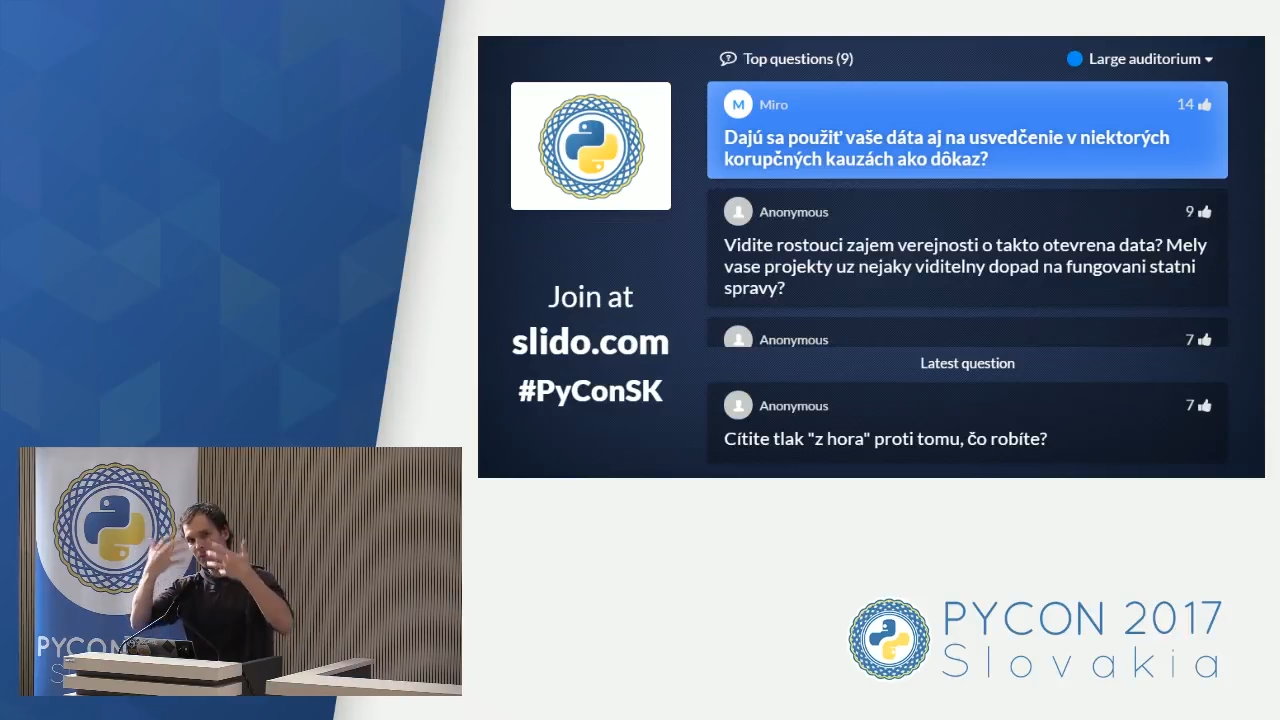 Top questions (9)
Large auditorium
M Miro
14
Dajú sa použiť vaše dáta aj na usvedčenie v niektorých
korupčných kauzách ako dôkaz?
Anonymous
9
Vidite rostouci zajem verejnosti o takto otevrena data? Mely
vase projekty uz nejaky viditelny dopad na fungovani statni
spravy?
Anonymous
7
Latest question
Anonymous
7
Cítite tlak "z hora" proti tomu, čo robíte?
Join at
slido.com
#PyConSK
PYCON
S
PYCON 2017
Slovakia